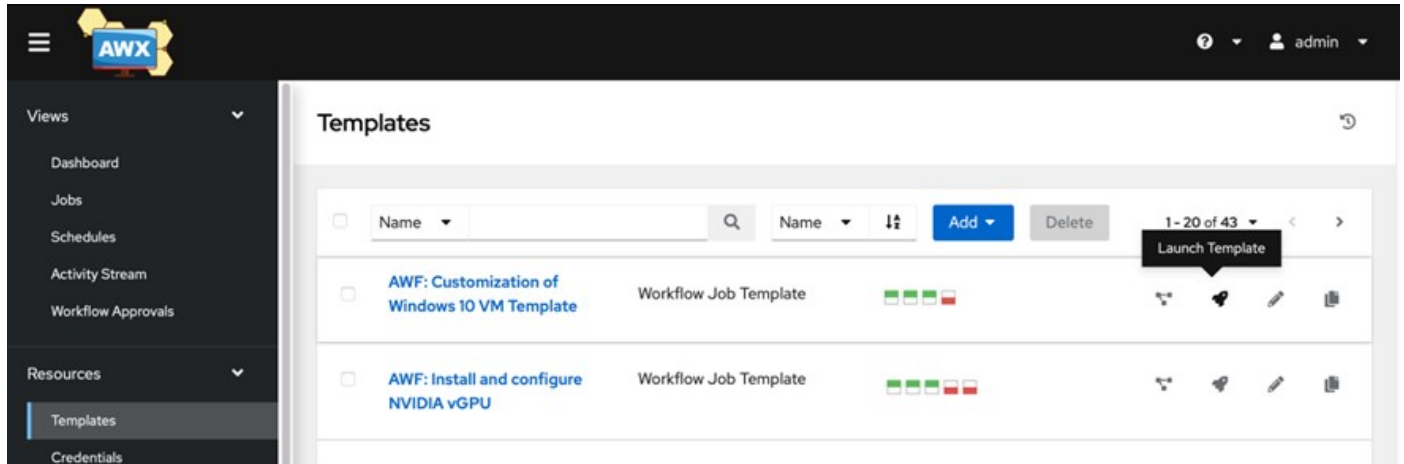 AWX
admin
Views
Dashboard
Jobs
Schedules
Activity Stream
Workflow Approvals
Resources
Templates
Credentials
Templates
Name
Name
Add
Delete
1 - 20 of 43
Launch Template
AWF: Customization of
Windows 10 VM Template
Workflow Job Template
AWF: Install and configure
NVIDIA vGPU
Workflow Job Template